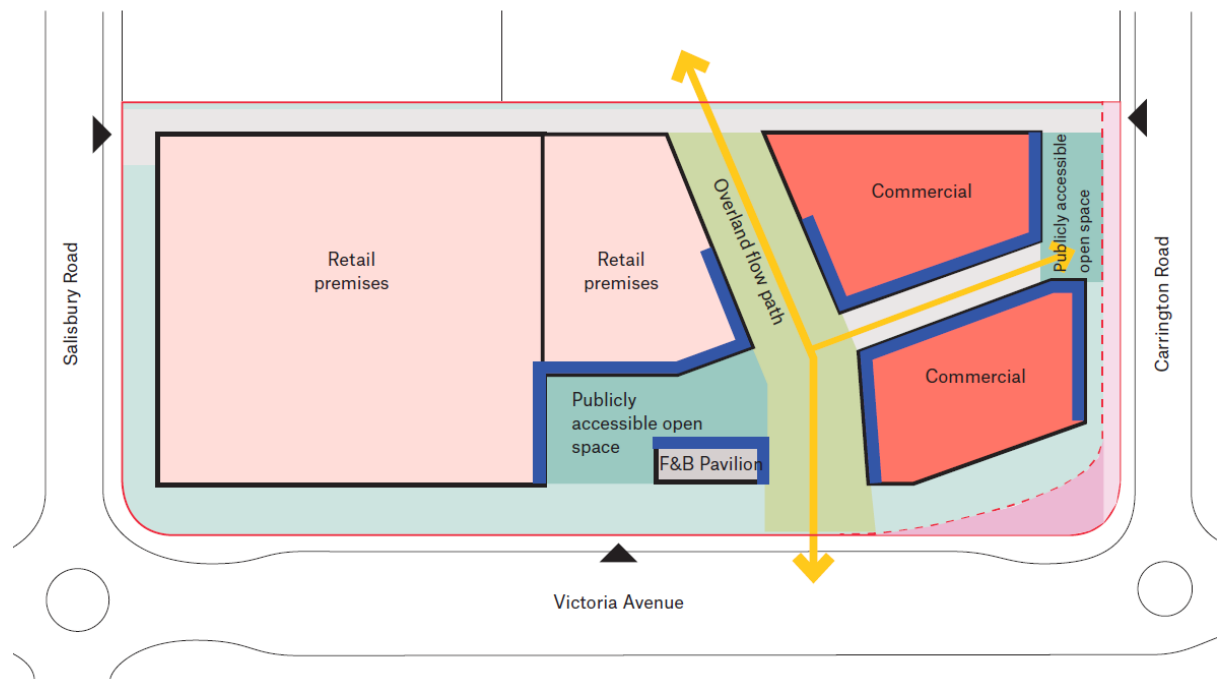 Salisbury Road
Retail
premises
Retail
premises
Overland flow path
Commercial
Publicly accessible
open space
Carrington Road
Commercial
Publicly
accessible open
space
F&B Pavilion
Victoria Avenue